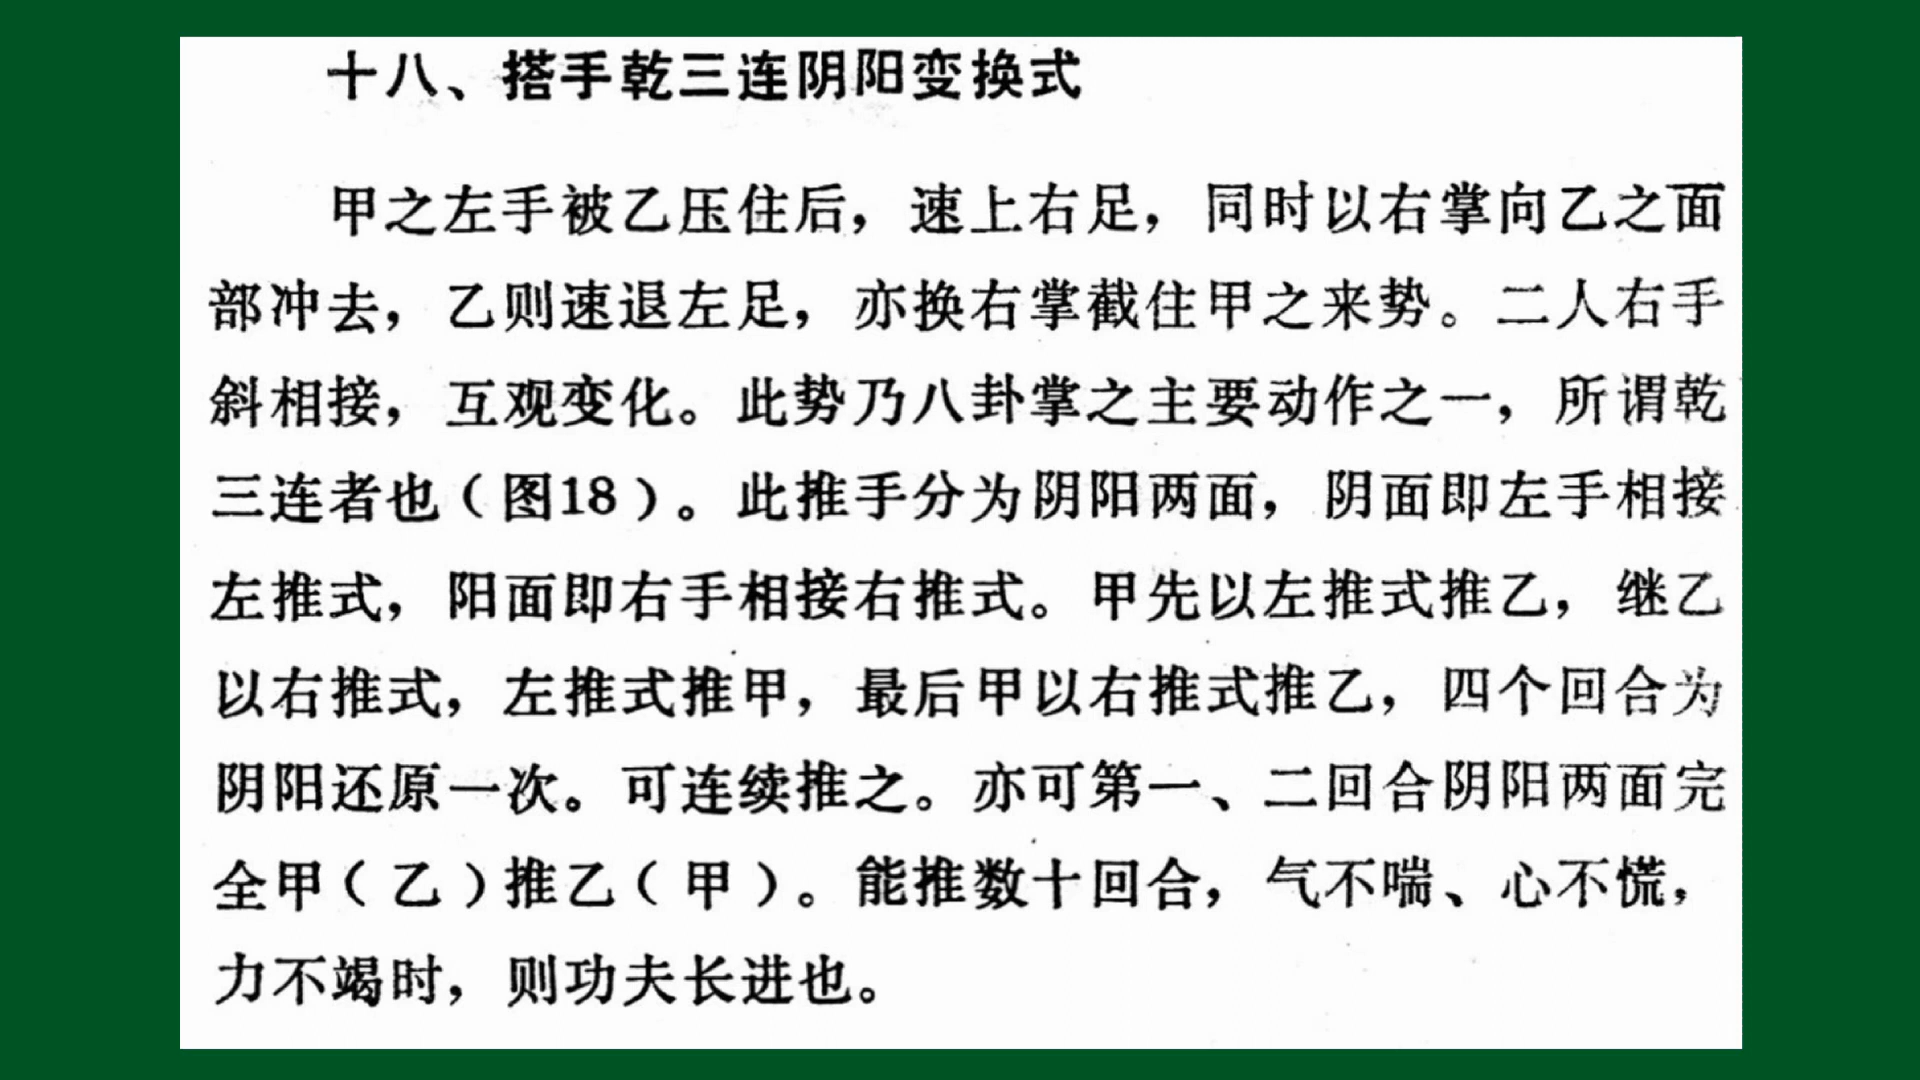 十八、搭手乾三连阴阳变换式
甲之左手被乙压住后，速上右足，同时以右掌向乙之面
部冲去，乙则速退左足，亦换右掌截住甲之来势。二人右手
斜相接，互观变化。此势乃八卦掌之主要动作之一，所谓乾
三连者也（图18）。此推手分为阴阳两面，阴面即左手相接
左推式，阳面即右手相接右推式。甲先以左推式推乙，继乙
以右推式，左推式推甲，最后甲以右推式推乙，四个回合为
阴阳还原一次。可连续推之。亦可第一、二回合阴阳两面完
全甲（乙）推乙（甲）。能推数十回合，气不喘、心不慌，
力不竭时，则功夫长进也。